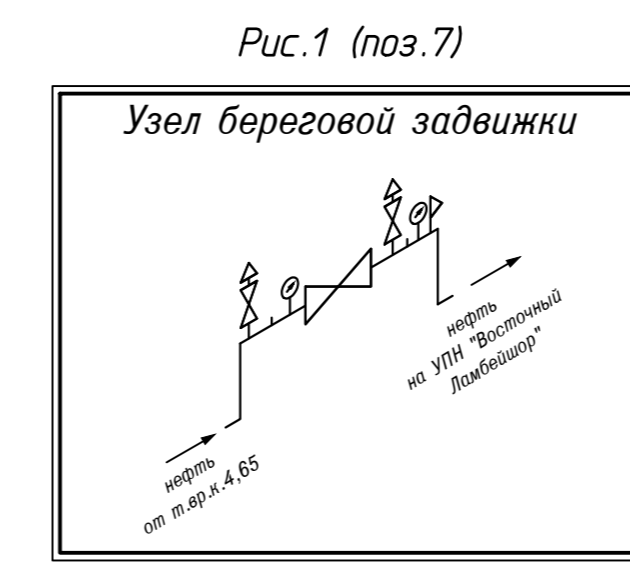 Рис.1 (поз.7)
Узел береговой задвижки
нефть
на УПН "Восточный
Ламбейшор"
нефть
от т.вр.к.4,65